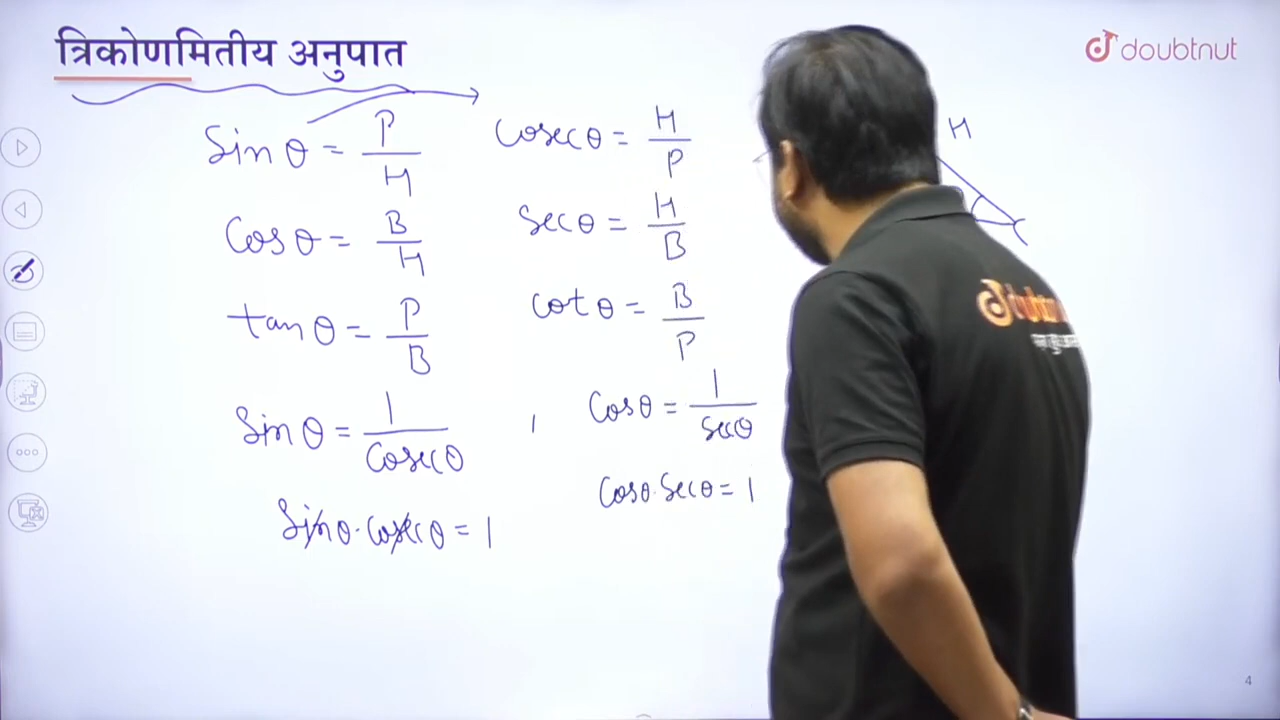 त्रिकोणमितीय अनुपात
doubtnut
Sin θ = P/H
Cosec θ = H/P
H
Cos θ = B/H
Sec θ = H/B
tan θ = P/B
Cot θ = B/P
Sin θ = 1/Cosec θ , Cos θ = 1/Sec θ
Cos θ · Sec θ = 1
Sin θ · Cosec θ = 1
4